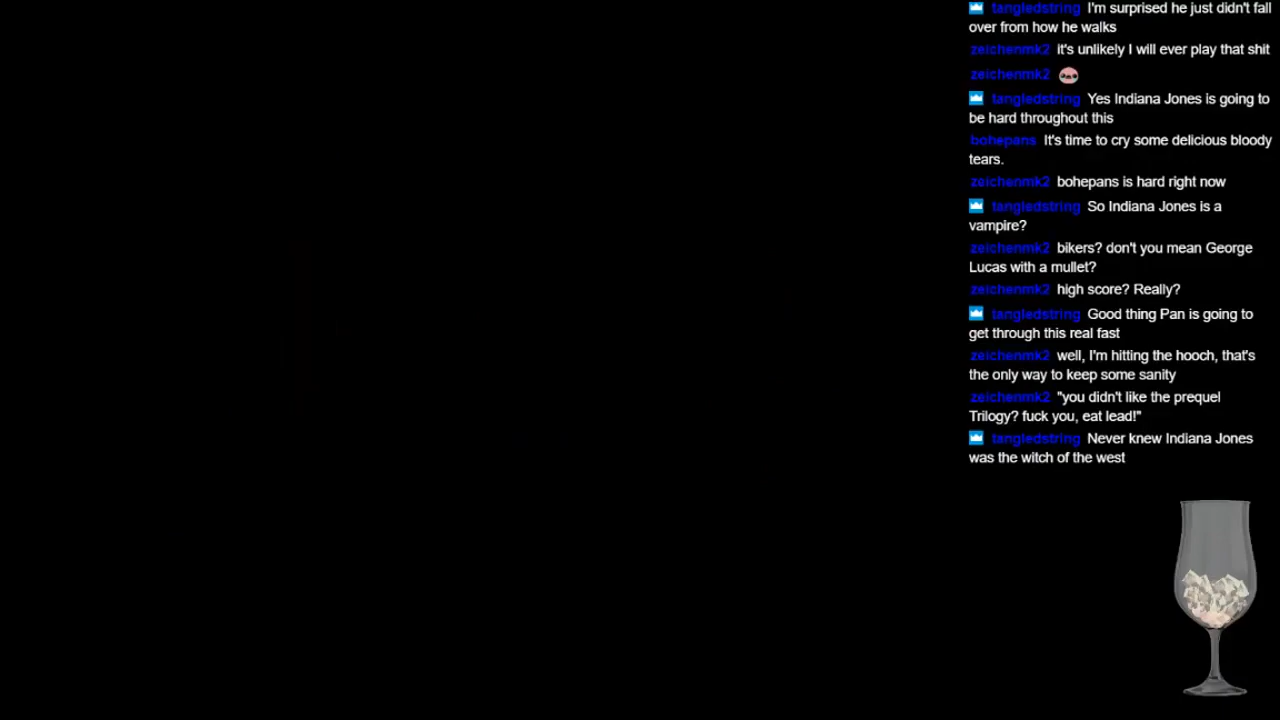 tangledstring I'm surprised he just didn't fall
over from how he walks
zeichenmk2 it's unlikely I will ever play that shit
zeichenmk2
tangledstring Yes Indiana Jones is going to
be hard throughout this
bohepans It's time to cry some delicious bloody
tears.
zeichenmk2 bohepans is hard right now
tangledstring So Indiana Jones is a
vampire?
zeichenmk2 bikers? don't you mean George
Lucas with a mullet?
zeichenmk2 high score? Really?
tangledstring Good thing Pan is going to
get through this real fast
zeichenmk2 well, I'm hitting the hooch, that's
the only way to keep some sanity
zeichenmk2 "you didn't like the prequel
Trilogy? fuck you, eat lead!"
tangledstring Never knew Indiana Jones
was the witch of the west